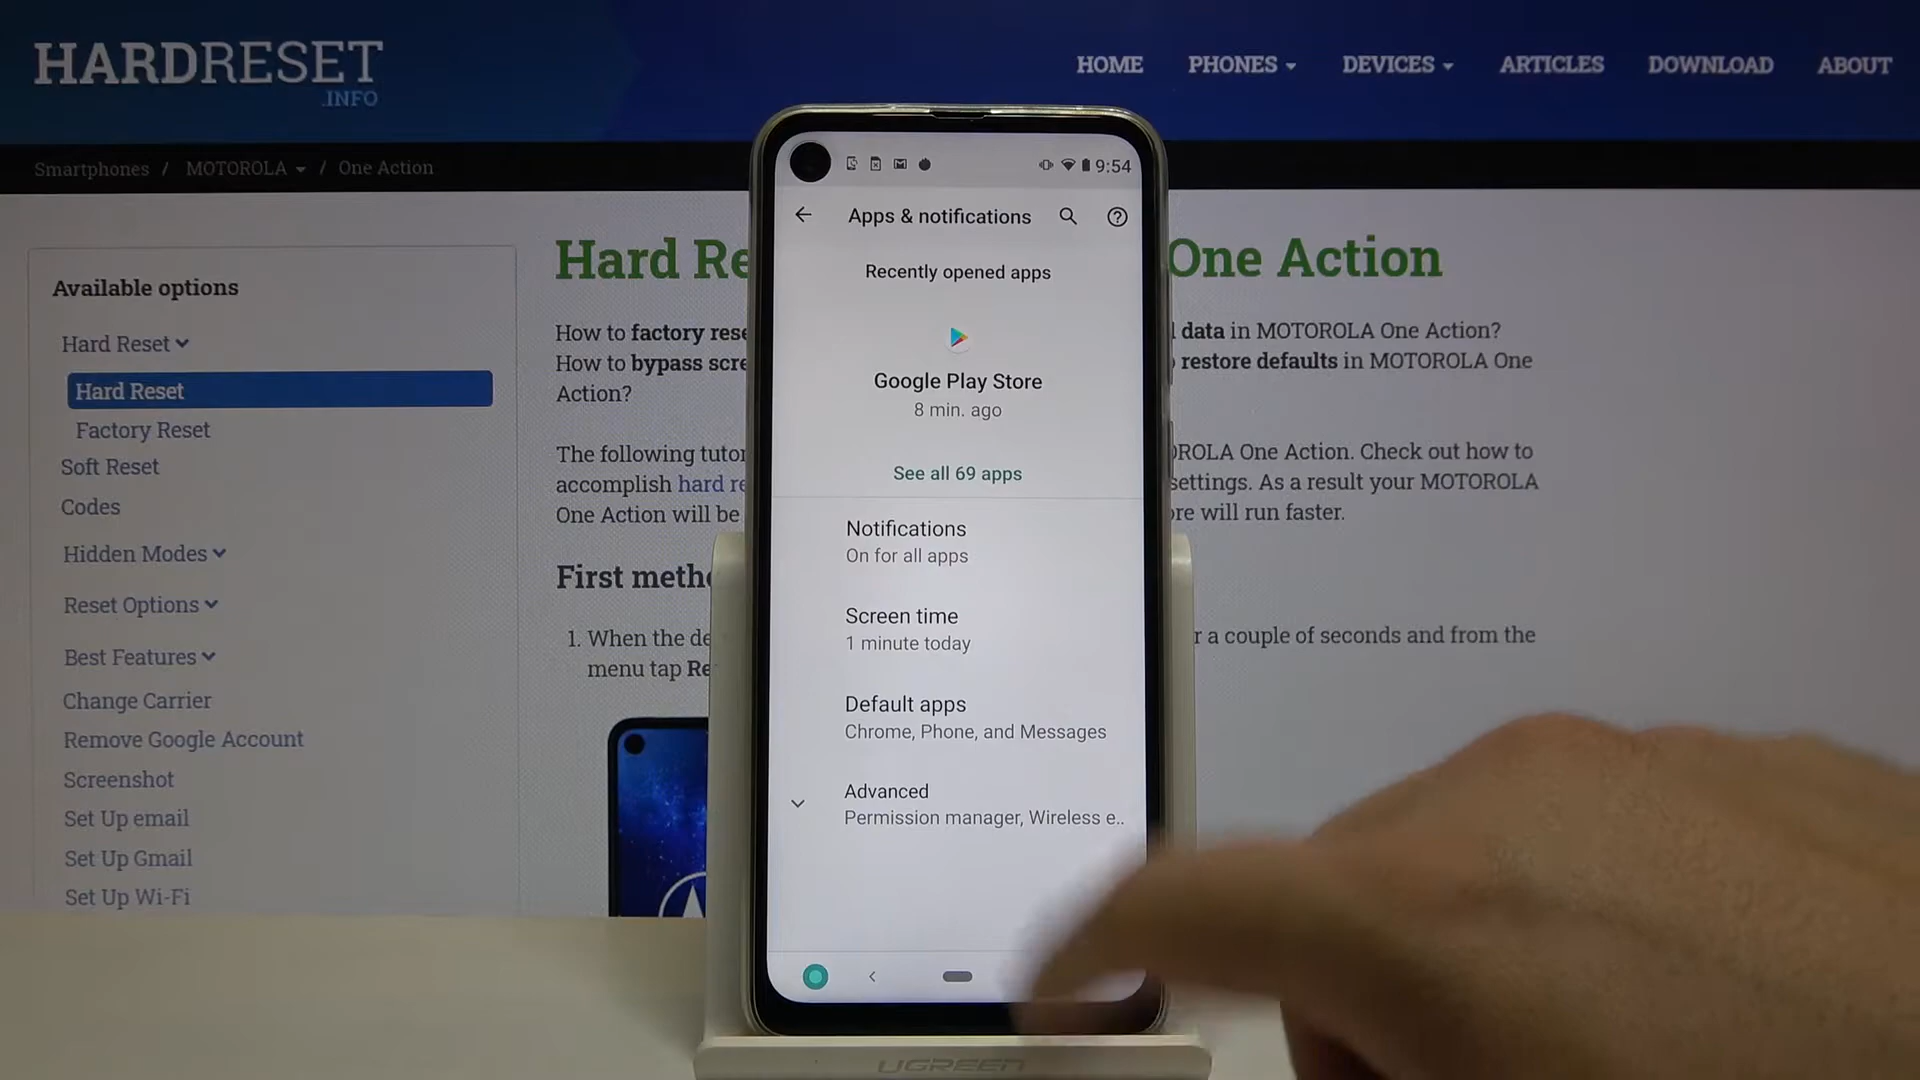 HARDRESET
.INFO
HOME PHONES DEVICES ARTICLES DOWNLOAD ABOUT
Smartphones / MOTOROLA / One Action
Available options
Hard Reset
Hard Reset
Factory Reset
Soft Reset
Codes
Hidden Modes
Reset Options
Best Features
Change Carrier
Remove Google Account
Screenshot
Set Up email
Set Up Gmail
Set Up Wi-Fi
Hard Re
One Action
How to factory rese
data in MOTOROLA One Action?
How to bypass scre
restore defaults in MOTOROLA One
Action?
The following tutor
ROLA One Action. Check out how to
accomplish hard re
settings. As a result your MOTOROLA
One Action will be
re will run faster.
First metho
1. When the de
r a couple of seconds and from the
menu tap Re
9:54
Apps & notifications
Recently opened apps
Google Play Store
8 min. ago
See all 69 apps
Notifications
On for all apps
Screen time
1 minute today
Default apps
Chrome, Phone, and Messages
Advanced
Permission manager, Wireless e..
UGREEN